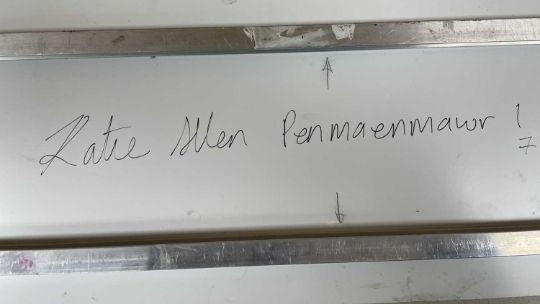 Katie Allen Penmaenmawr 1
7